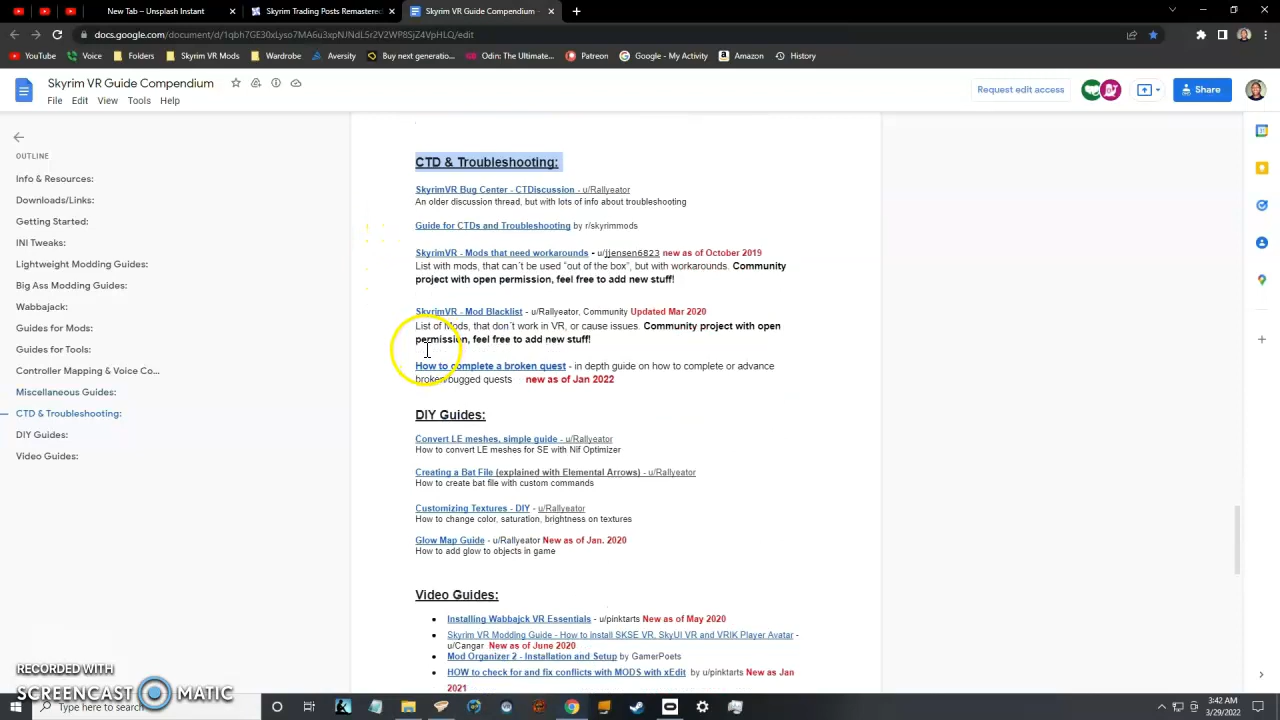 New Tab – Unsplash Instant
Skyrim Trading Posts Remastered
Skyrim VR Guide Compendium
docs.google.com/document/d/1qbh7GE30xLyso7MA6u3xpNJNdL5r2V2WP8SjZ4VpHLQ/edit
YouTube Folders Skyrim VR Mods Wardrobe Aversity Buy next generatio... Odin: The Ultimate... Patreon Google - My Activity Amazon History
Skyrim VR Guide Compendium
File Edit View Tools Help
Request edit access
Share
OUTLINE
Info & Resources:
Downloads/Links:
Getting Started:
INI Tweaks:
Lightweight Modding Guides:
Big Ass Modding Guides:
Wabbajack:
Guides for Mods:
Guides for Tools:
Controller Mapping & Voice Co...
Miscellaneous Guides:
CTD & Troubleshooting:
DIY Guides:
Video Guides:
CTD & Troubleshooting:
SkyrimVR Bug Center - CTDiscussion - u/Rallyeator
An older discussion thread, but with lots of info about troubleshooting
Guide for CTDs and Troubleshooting by r/skyrimmods
SkyrimVR - Mods that need workarounds - u/jjensen6823 new as of October 2019
List with mods, that can´t be used "out of the box", but with workarounds. Community
project with open permission, feel free to add new stuff!
SkyrimVR - Mod Blacklist - u/Rallyeator, Community Updated Mar 2020
List of Mods, that don´t work in VR, or cause issues. Community project with open
permission, feel free to add new stuff!
How to complete a broken quest - in depth guide on how to complete or advance
broken/bugged quests new as of Jan 2022
DIY Guides:
Convert LE meshes, simple guide - u/Rallyeator
How to convert LE meshes for SE with Nif Optimizer
Creating a Bat File (explained with Elemental Arrows) - u/Rallyeator
How to create bat file with custom commands
Customizing Textures - DIY - u/Rallyeator
How to change color, saturation, brightness on textures
Glow Map Guide - u/Rallyeator New as of Jan. 2020
How to add glow to objects in game
Video Guides:
Installing Wabbajck VR Essentials - u/pinktarts New as of May 2020
Skyrim VR Modding Guide - How to install SKSE VR, SkyUI VR and VRIK Player Avatar -
u/Cangar New as of June 2020
Mod Organizer 2 - Installation and Setup by GamerPoets
HOW to check for and fix conflicts with MODS with xEdit by u/pinktarts New as Jan
2021
RECORDED WITH
SCREENCAST MATIC
Type here to search
3:42 AM
3/29/2022